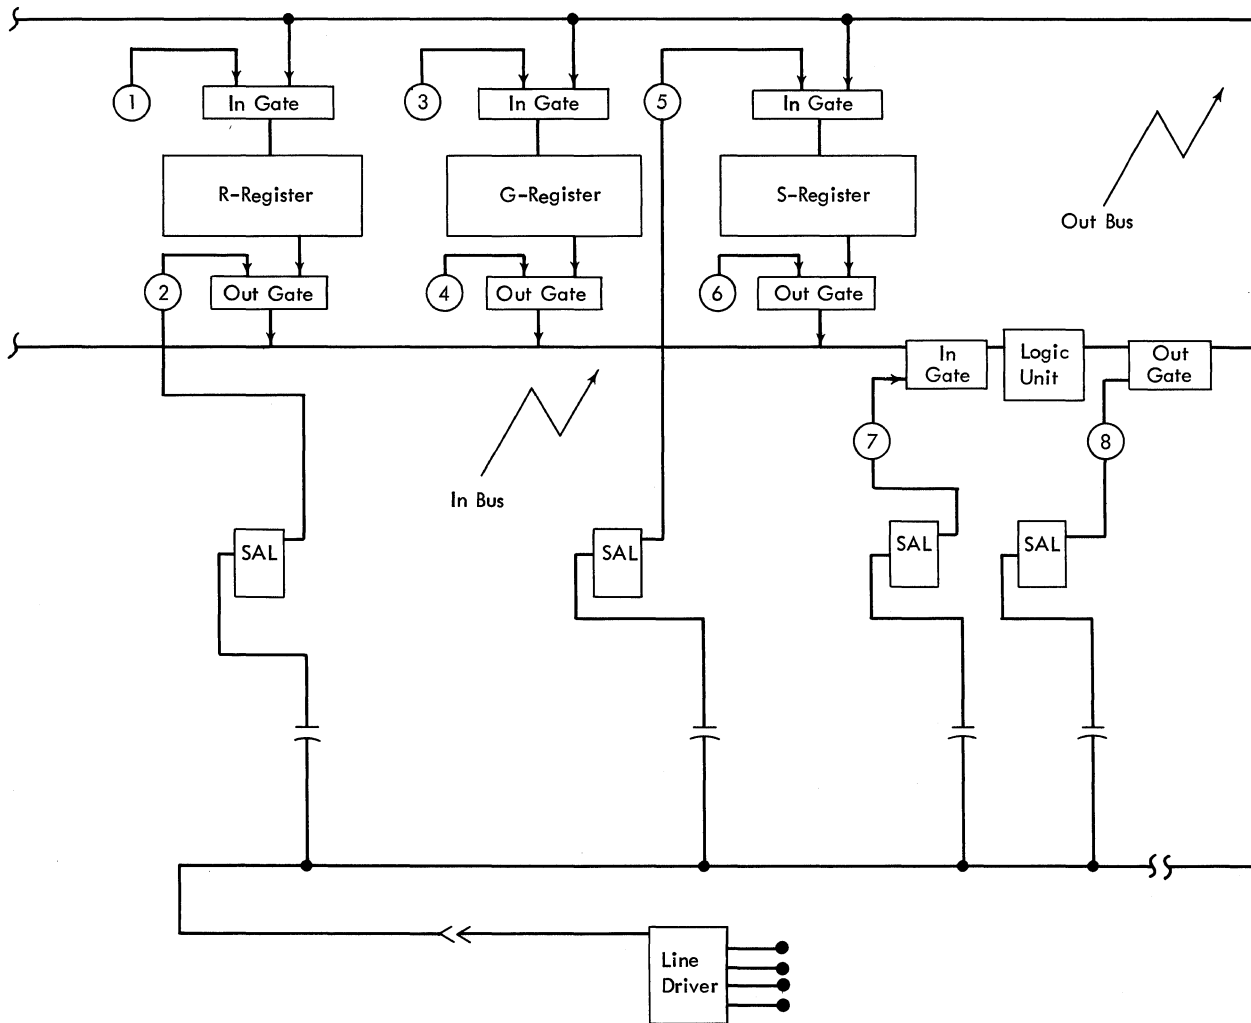 1
In Gate
3
In Gate
5
In Gate
R-Register
G-Register
S-Register
Out Bus
2
Out Gate
4
Out Gate
6
Out Gate
In
Gate
Logic
Unit
Out
Gate
7
8
In Bus
SAL
SAL
SAL
SAL
Line
Driver